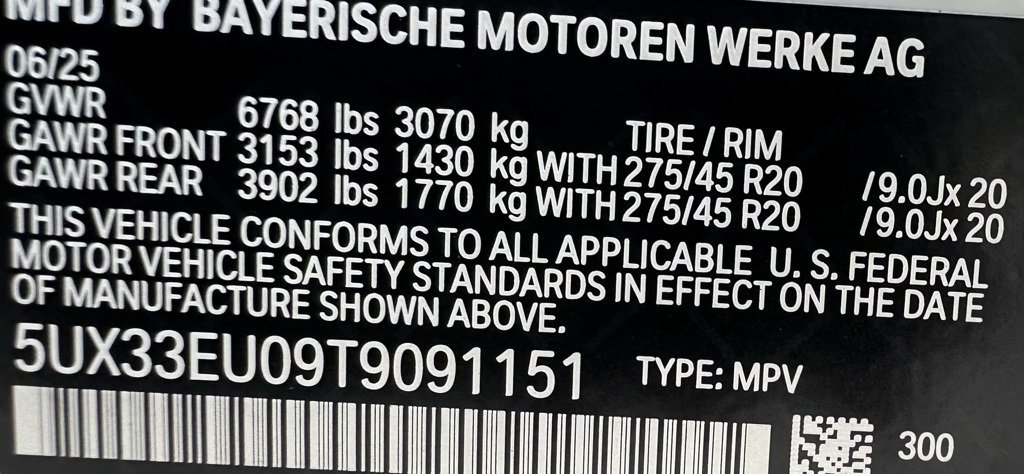 MFD BY BAYERISCHE MOTOREN WERKE AG
06/25
GVWR 6768 lbs 3070 kg TIRE / RIM
GAWR FRONT 3153 lbs 1430 kg WITH 275/45 R20 /9.0Jx 20
GAWR REAR 3902 lbs 1770 kg WITH 275/45 R20 /9.0Jx 20
THIS VEHICLE CONFORMS TO ALL APPLICABLE U. S. FEDERAL
MOTOR VEHICLE SAFETY STANDARDS IN EFFECT ON THE DATE
OF MANUFACTURE SHOWN ABOVE.
5UX33EU09T9091151 TYPE: MPV
300